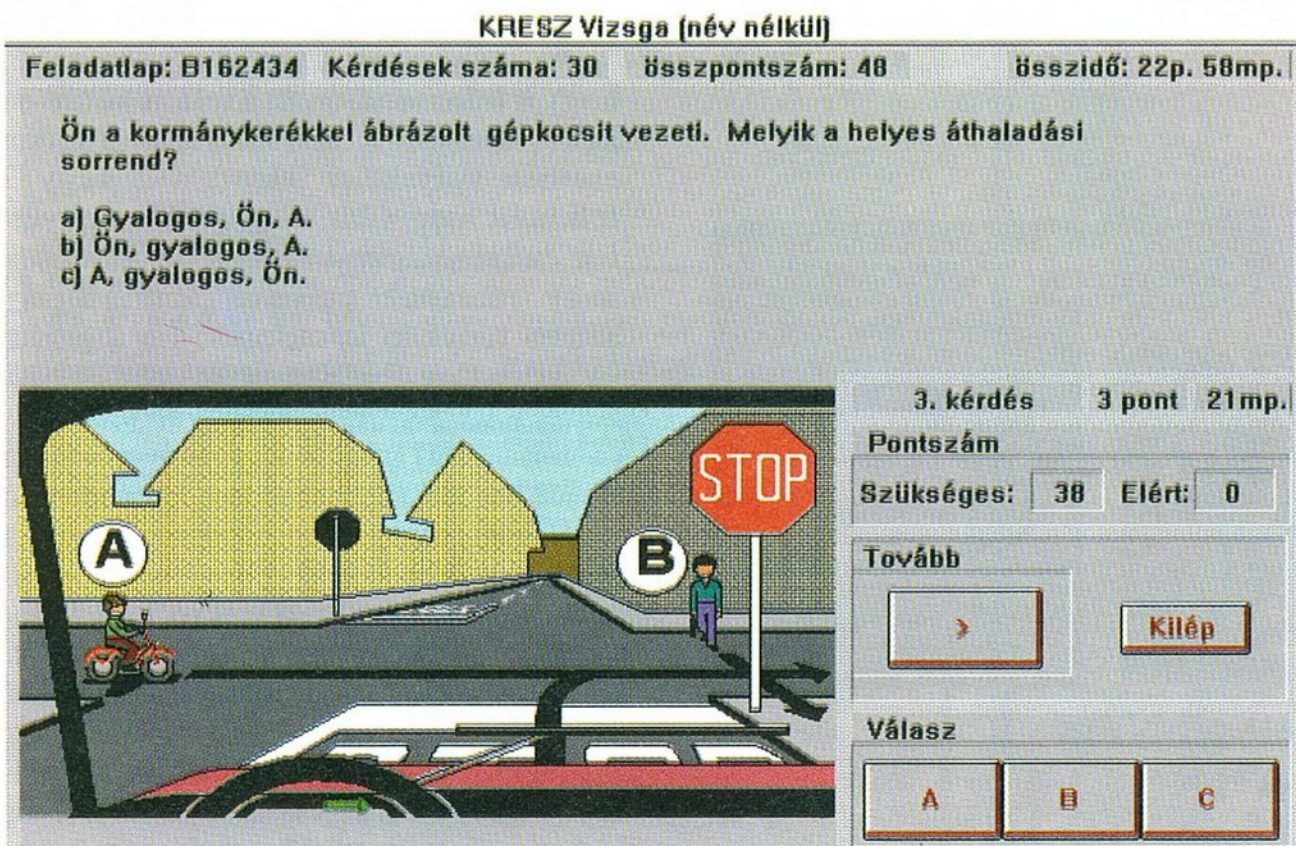 KRESZ Vizsga (név nélkül)
Feladatlap: B162434 Kérdések száma: 30 összpontszám: 48 összidő: 22p. 58mp.
Ön a kormánykerékkel ábrázolt gépkocsit vezeti. Melyik a helyes áthaladási
sorrend?
a) Gyalogos, Ön, A.
b) Ön, gyalogos, A.
c) A, gyalogos, Ön.
3. kérdés 3 pont 21mp.
Pontszám
Szükséges: 38 Elért: 0
STOP
A
B
Tovább
>
Kilép
Válasz
A B C